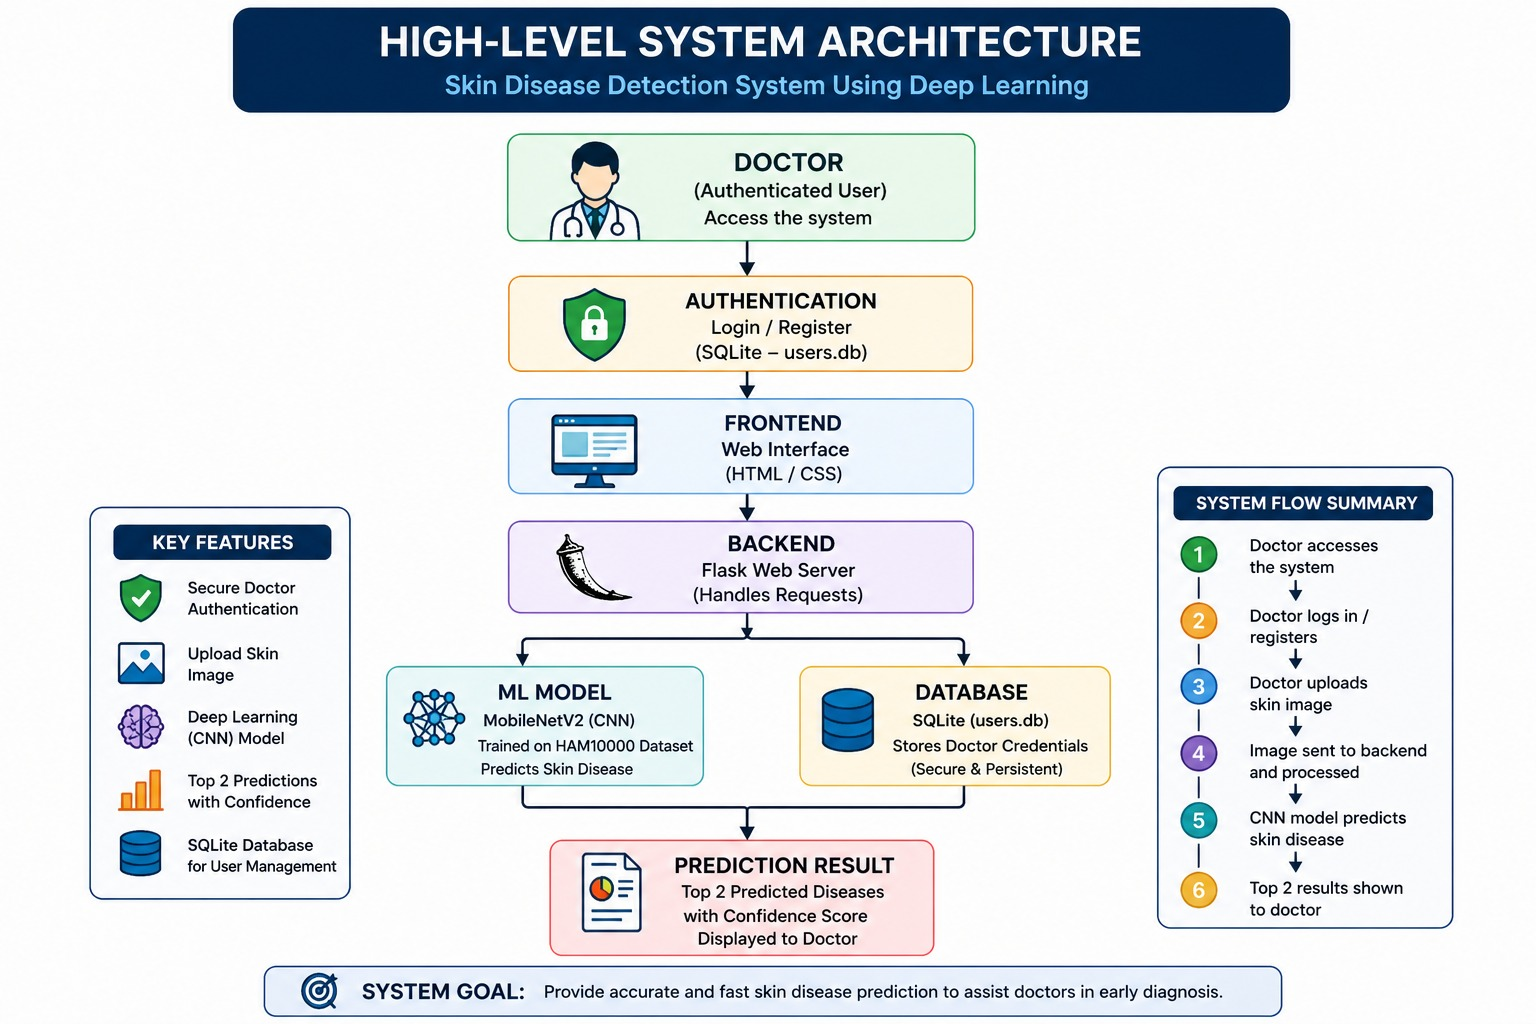 HIGH-LEVEL SYSTEM ARCHITECTURE
Skin Disease Detection System Using Deep Learning
DOCTOR
(Authenticated User)
Access the system
AUTHENTICATION
Login / Register
(SQLite – users.db)
FRONTEND
Web Interface
(HTML / CSS)
BACKEND
Flask Web Server
(Handles Requests)
ML MODEL
MobileNetV2 (CNN)
Trained on HAM10000 Dataset
Predicts Skin Disease
DATABASE
SQLite (users.db)
Stores Doctor Credentials
(Secure & Persistent)
PREDICTION RESULT
Top 2 Predicted Diseases
with Confidence Score
Displayed to Doctor
KEY FEATURES
Secure Doctor
Authentication
Upload Skin
Image
Deep Learning
(CNN) Model
Top 2 Predictions
with Confidence
SQLite Database
for User Management
SYSTEM FLOW SUMMARY
1 Doctor accesses
the system
2 Doctor logs in /
registers
3 Doctor uploads
skin image
4 Image sent to backend
and processed
5 CNN model predicts
skin disease
6 Top 2 results shown
to doctor
SYSTEM GOAL: Provide accurate and fast skin disease prediction to assist doctors in early diagnosis.